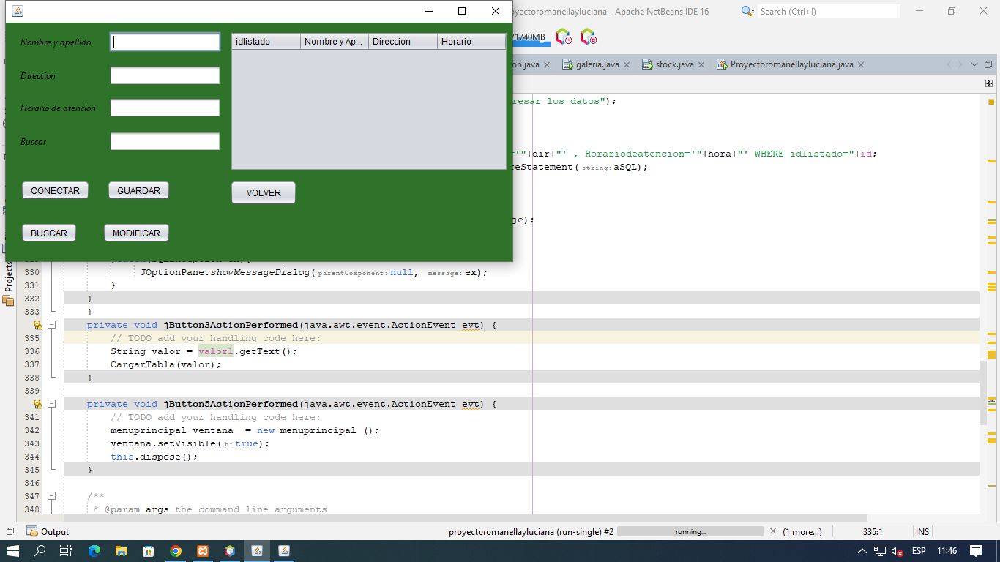 royectoromanellayluciana - Apache NetBeans IDE 16
Search (Ctrl+I)
/1740MB
Nombre y apellido
Direccion
Horario de atencion
Buscar
idlistado Nombre y Ap... Direccion Horario
CONECTAR GUARDAR VOLVER
BUSCAR MODIFICAR
on.java galeria.java stock.java Proyectoromanellayluciana.java
resar los datos");
='"+dir+"' , Horariodeatencion='"+hora+"' WHERE idlistado="+id;
reStatement(string:aSQL);
je);
330 JOptionPane.showMessageDialog(parentComponent:null, message:ex);
331 }
332 }
333 }
private void jButton3ActionPerformed(java.awt.event.ActionEvent evt) {
335 // TODO add your handling code here:
336 String valor = valor1.getText();
337 CargarTabla(valor);
338 }
339
private void jButton5ActionPerformed(java.awt.event.ActionEvent evt) {
341 // TODO add your handling code here:
342 menuprincipal ventana  = new menuprincipal ();
343 ventana.setVisible(b:true);
344 this.dispose();
345 }
346
347 /**
348 * @param args the command line arguments
Projects
Output
proyectoromanellayluciana (run-single) #2 running... (1 more...) 335:1 INS
ESP 11:46